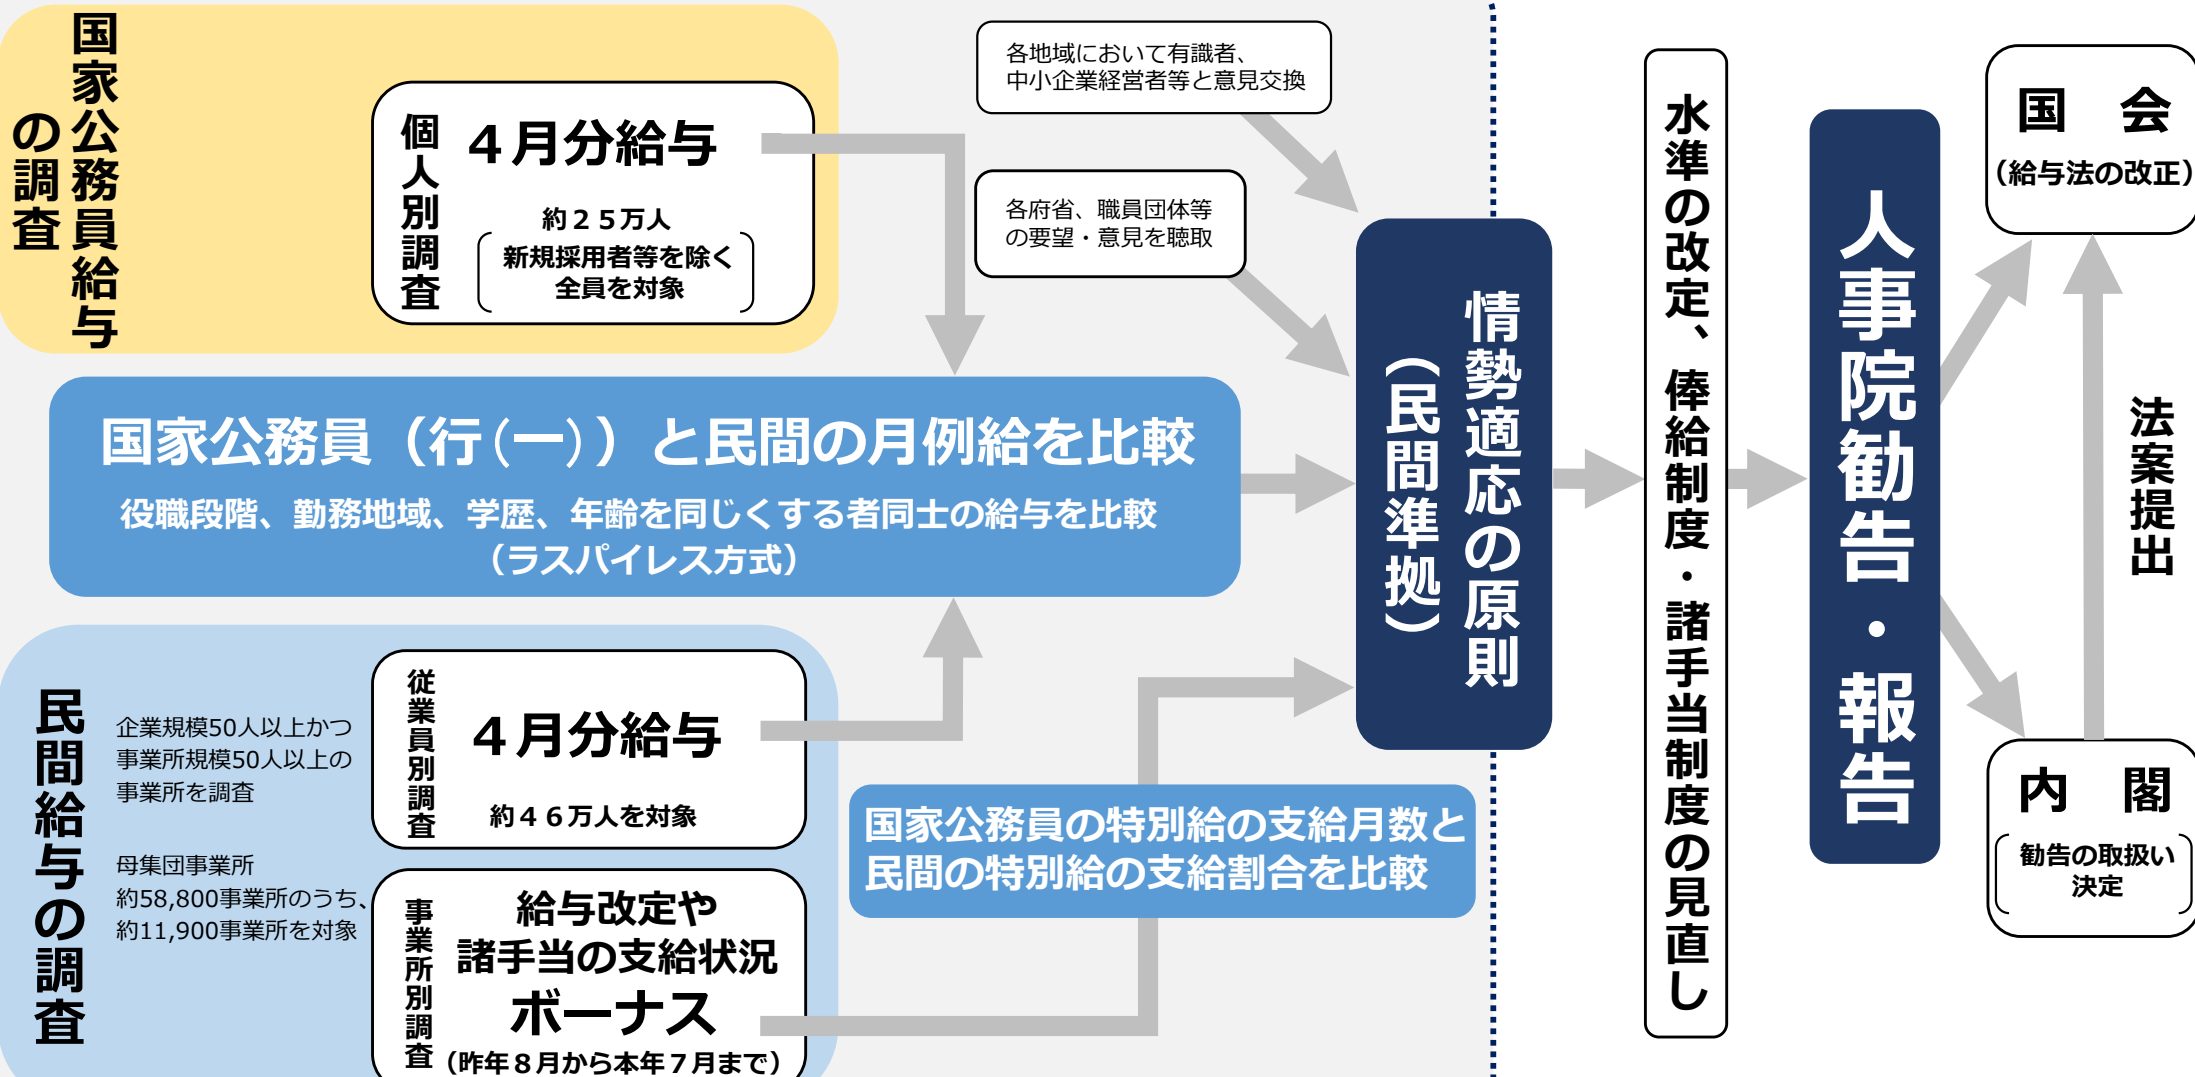 国家公務員給与
の調査
個人別調査
４月分給与
約２５万人
新規採用者等を除く
全員を対象
各地域において有識者、
中小企業経営者等と意見交換
各府省、職員団体等
の要望・意見を聴取
国家公務員（行(一)）と民間の月例給を比較
役職段階、勤務地域、学歴、年齢を同じくする者同士の給与を比較
（ラスパイレス方式）
民間給与の調査
企業規模50人以上かつ
事業所規模50人以上の
事業所を調査
母集団事業所
約58,800事業所のうち、
約11,900事業所を対象
従業員別調査
４月分給与
約４６万人を対象
事業所別調査
給与改定や
諸手当の支給状況
ボーナス
（昨年８月から本年７月まで）
国家公務員の特別給の支給月数と
民間の特別給の支給割合を比較
情勢適応の原則
（民間準拠）
水準の改定、俸給制度・諸手当制度の見直し
人事院勧告・報告
国　会
（給与法の改正）
法案提出
内　閣
勧告の取扱い
決定